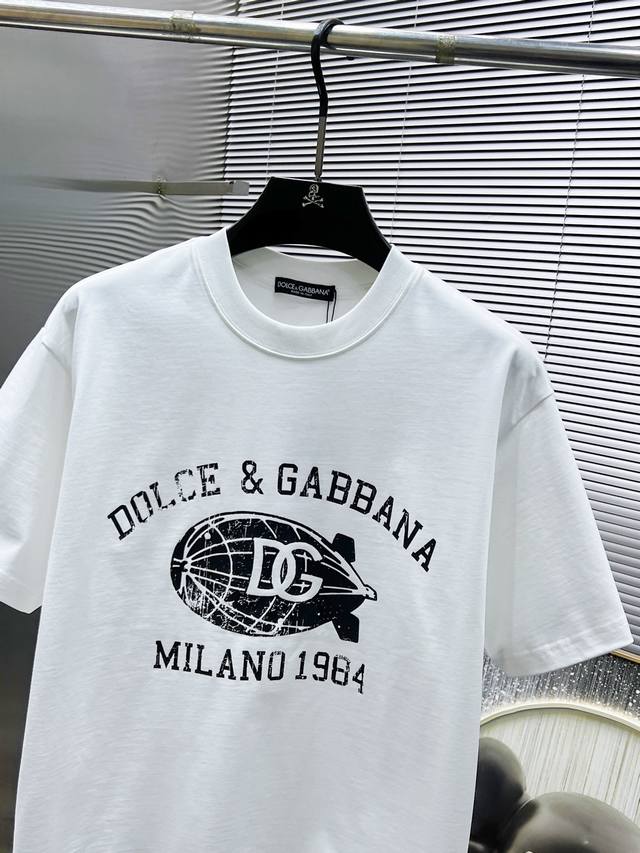 DOLCE & GABBANA
DOLCE & GABBANA
DG
MILANO 1984